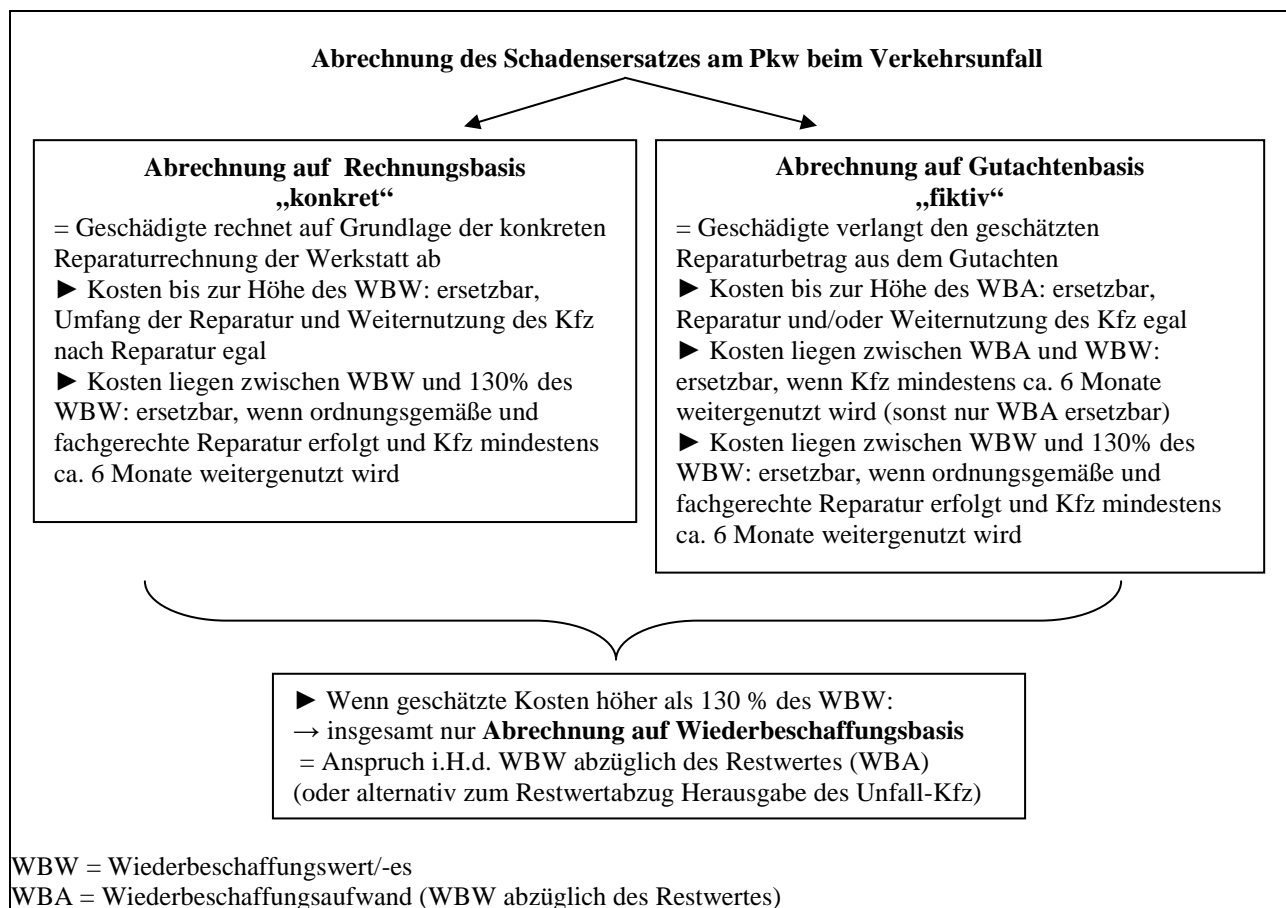 Abrechnung des Schadensersatzes am Pkw beim Verkehrsunfall
Abrechnung auf Rechnungsbasis
„konkret“
= Geschädigte rechnet auf Grundlage der konkreten
Reparaturrechnung der Werkstatt ab
► Kosten bis zur Höhe des WBW: ersetzbar,
Umfang der Reparatur und Weiternutzung des Kfz
nach Reparatur egal
► Kosten liegen zwischen WBW und 130% des
WBW: ersetzbar, wenn ordnungsgemäße und
fachgerechte Reparatur erfolgt und Kfz mindestens
ca. 6 Monate weitergenutzt wird
Abrechnung auf Gutachtenbasis
„fiktiv“
= Geschädigte verlangt den geschätzten
Reparaturbetrag aus dem Gutachten
► Kosten bis zur Höhe des WBA: ersetzbar,
Reparatur und/oder Weiternutzung des Kfz egal
► Kosten liegen zwischen WBA und WBW:
ersetzbar, wenn Kfz mindestens ca. 6 Monate
weitergenutzt wird (sonst nur WBA ersetzbar)
► Kosten liegen zwischen WBW und 130% des
WBW: ersetzbar, wenn ordnungsgemäße und
fachgerechte Reparatur erfolgt und Kfz mindestens
ca. 6 Monate weitergenutzt wird
► Wenn geschätzte Kosten höher als 130 % des WBW:
→ insgesamt nur Abrechnung auf Wiederbeschaffungsbasis
= Anspruch i.H.d. WBW abzüglich des Restwertes (WBA)
(oder alternativ zum Restwertabzug Herausgabe des Unfall-Kfz)
WBW = Wiederbeschaffungswert/-es
WBA = Wiederbeschaffungsaufwand (WBW abzüglich des Restwertes)